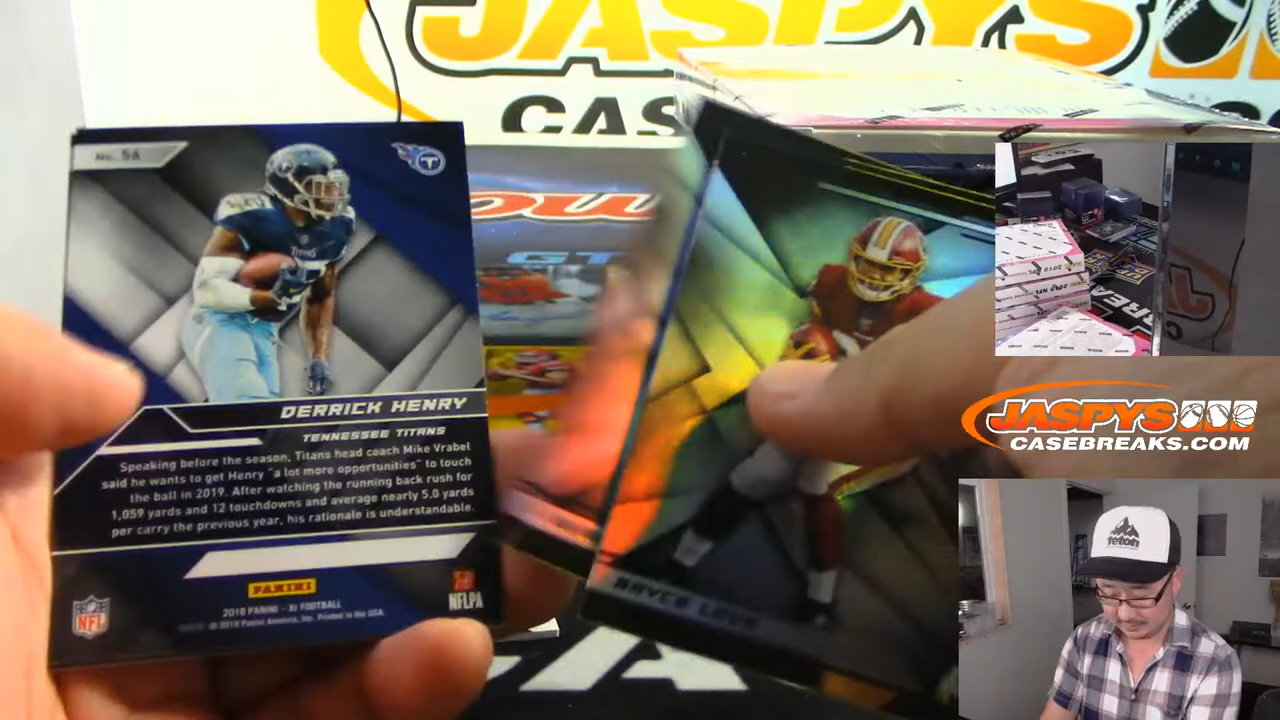 JASPYS
CAS
No. 56
DERRICK HENRY
TENNESSEE TITANS
Speaking before the season, Titans head coach Mike Vrabel
said he wants to get Henry "a lot more opportunities" to touch
the ball in 2019. After watching the running back rush for
1,059 yards and 12 touchdowns and average nearly 5.0 yards
per carry the previous year, his rationale is understandable.
PANINI
2019 PANINI - XR FOOTBALL
© 2019 Panini America, Inc. Printed in the USA.
NFL
NFLPA
GT
BRYCE LOVE
JASPYS
CASEBREAKS.COM
teton